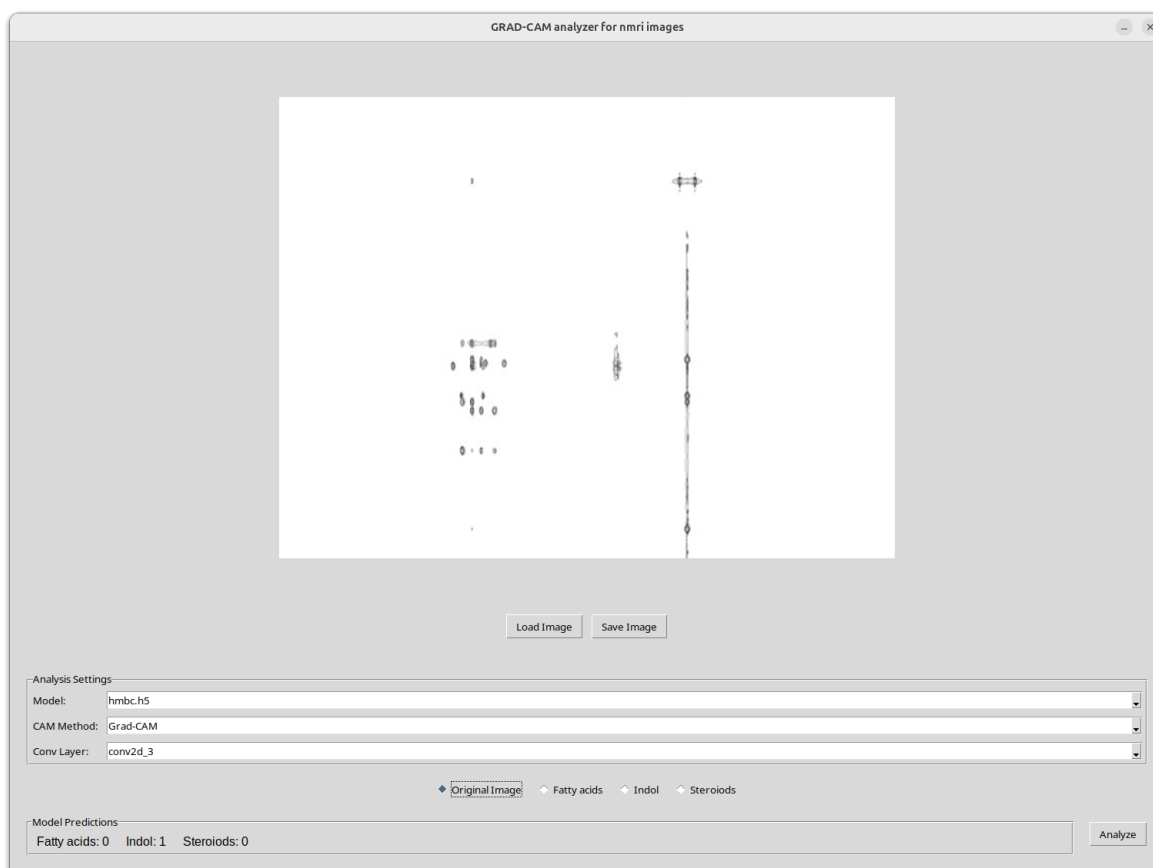 GRAD-CAM analyzer for nmri images
Load Image Save Image
Analysis Settings
Model: hmbc.h5
CAM Method: Grad-CAM
Conv Layer: conv2d_3
Original Image Fatty acids Indol Steroiods
Model Predictions
Fatty acids: 0 Indol: 1 Steroiods: 0
Analyze